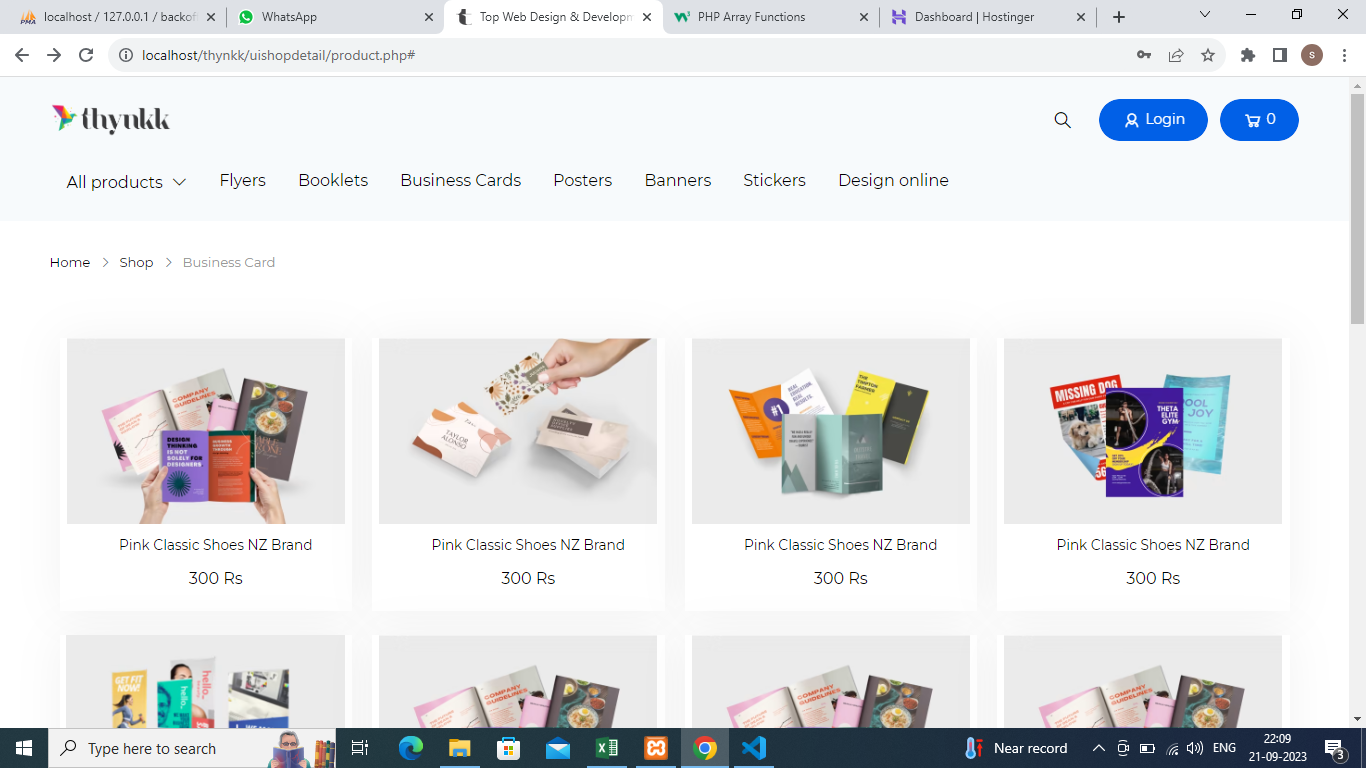 localhost / 127.0.0.1 / backof
WhatsApp
Top Web Design & Developm
PHP Array Functions
Dashboard | Hostinger
localhost/thynkk/uishopdetail/product.php#
S
thynkk
Login
0
All products
Flyers
Booklets
Business Cards
Posters
Banners
Stickers
Design online
Home > Shop > Business Card
COMPANY
GUIDELINES
DESIGN
THINKING
IS NOT
SOLELY FOR
DESIGNERS
TAYLOR
ALONSO
#1
MISSING DOG
THETA
ELITE
GYM
Pink Classic Shoes NZ Brand
300 Rs
Pink Classic Shoes NZ Brand
300 Rs
Pink Classic Shoes NZ Brand
300 Rs
Pink Classic Shoes NZ Brand
300 Rs
GET FIT
NOW!
hello.
hello.
COMPANY
GUIDELINES
COMPANY
GUIDELINES
COMPANY
GUIDELINES
Type here to search
Near record
ENG
22:09
21-09-2023
3